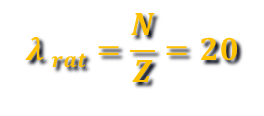 λ rat = N/Z = 20